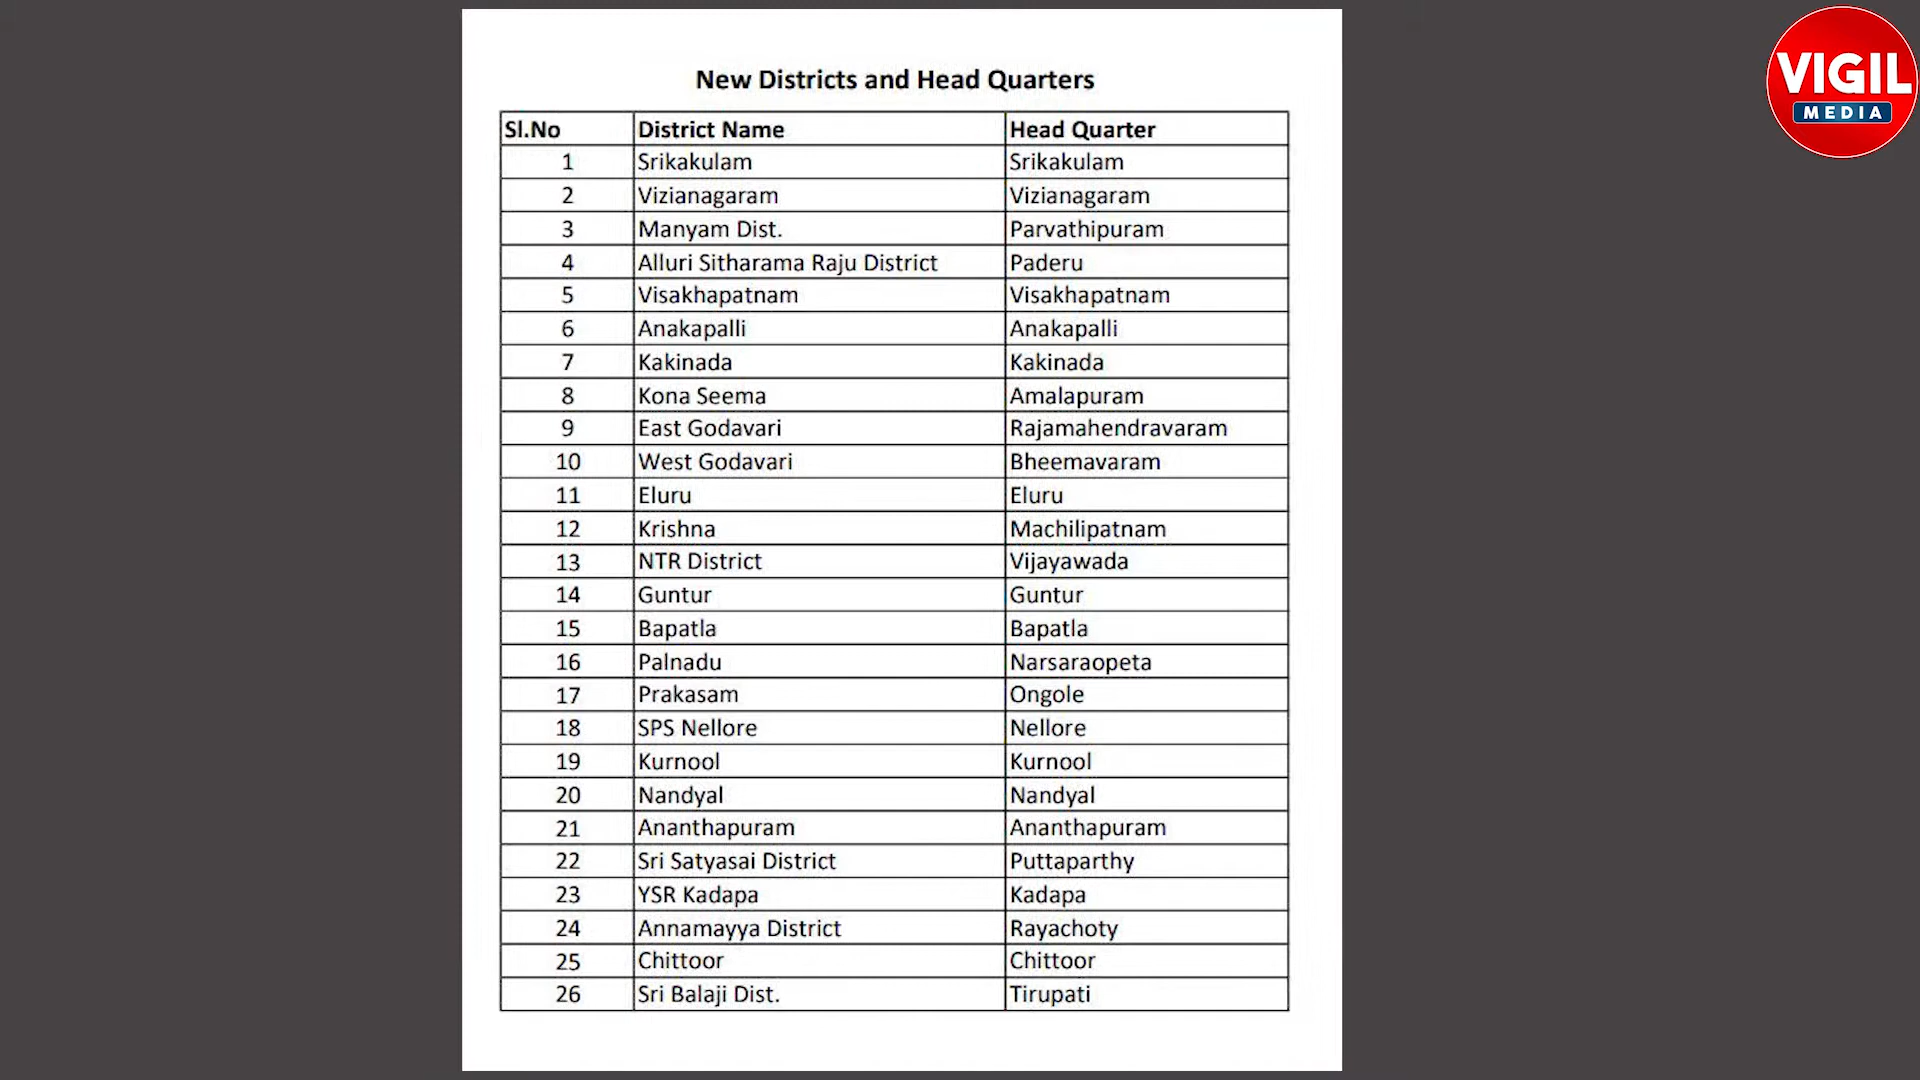 New Districts and Head Quarters
Sl.No District Name Head Quarter
1 Srikakulam Srikakulam
2 Vizianagaram Vizianagaram
3 Manyam Dist. Parvathipuram
4 Alluri Sitharama Raju District Paderu
5 Visakhapatnam Visakhapatnam
6 Anakapalli Anakapalli
7 Kakinada Kakinada
8 Kona Seema Amalapuram
9 East Godavari Rajamahendravaram
10 West Godavari Bheemavaram
11 Eluru Eluru
12 Krishna Machilipatnam
13 NTR District Vijayawada
14 Guntur Guntur
15 Bapatla Bapatla
16 Palnadu Narsaraopeta
17 Prakasam Ongole
18 SPS Nellore Nellore
19 Kurnool Kurnool
20 Nandyal Nandyal
21 Ananthapuram Ananthapuram
22 Sri Satyasai District Puttaparthy
23 YSR Kadapa Kadapa
24 Annamayya District Rayachoty
25 Chittoor Chittoor
26 Sri Balaji Dist. Tirupati
VIGIL
MEDIA